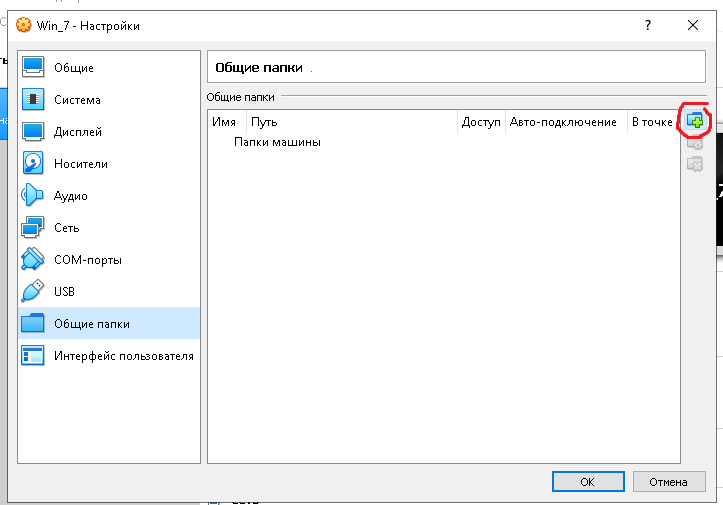 Win_7 - Настройки
?
Общие
Система
Дисплей
Носители
Аудио
Сеть
COM-порты
USB
Общие папки
Интерфейс пользователя
Общие папки
Общие папки
Имя Путь Доступ Авто-подключение В точке
Папки машины
OK Отмена